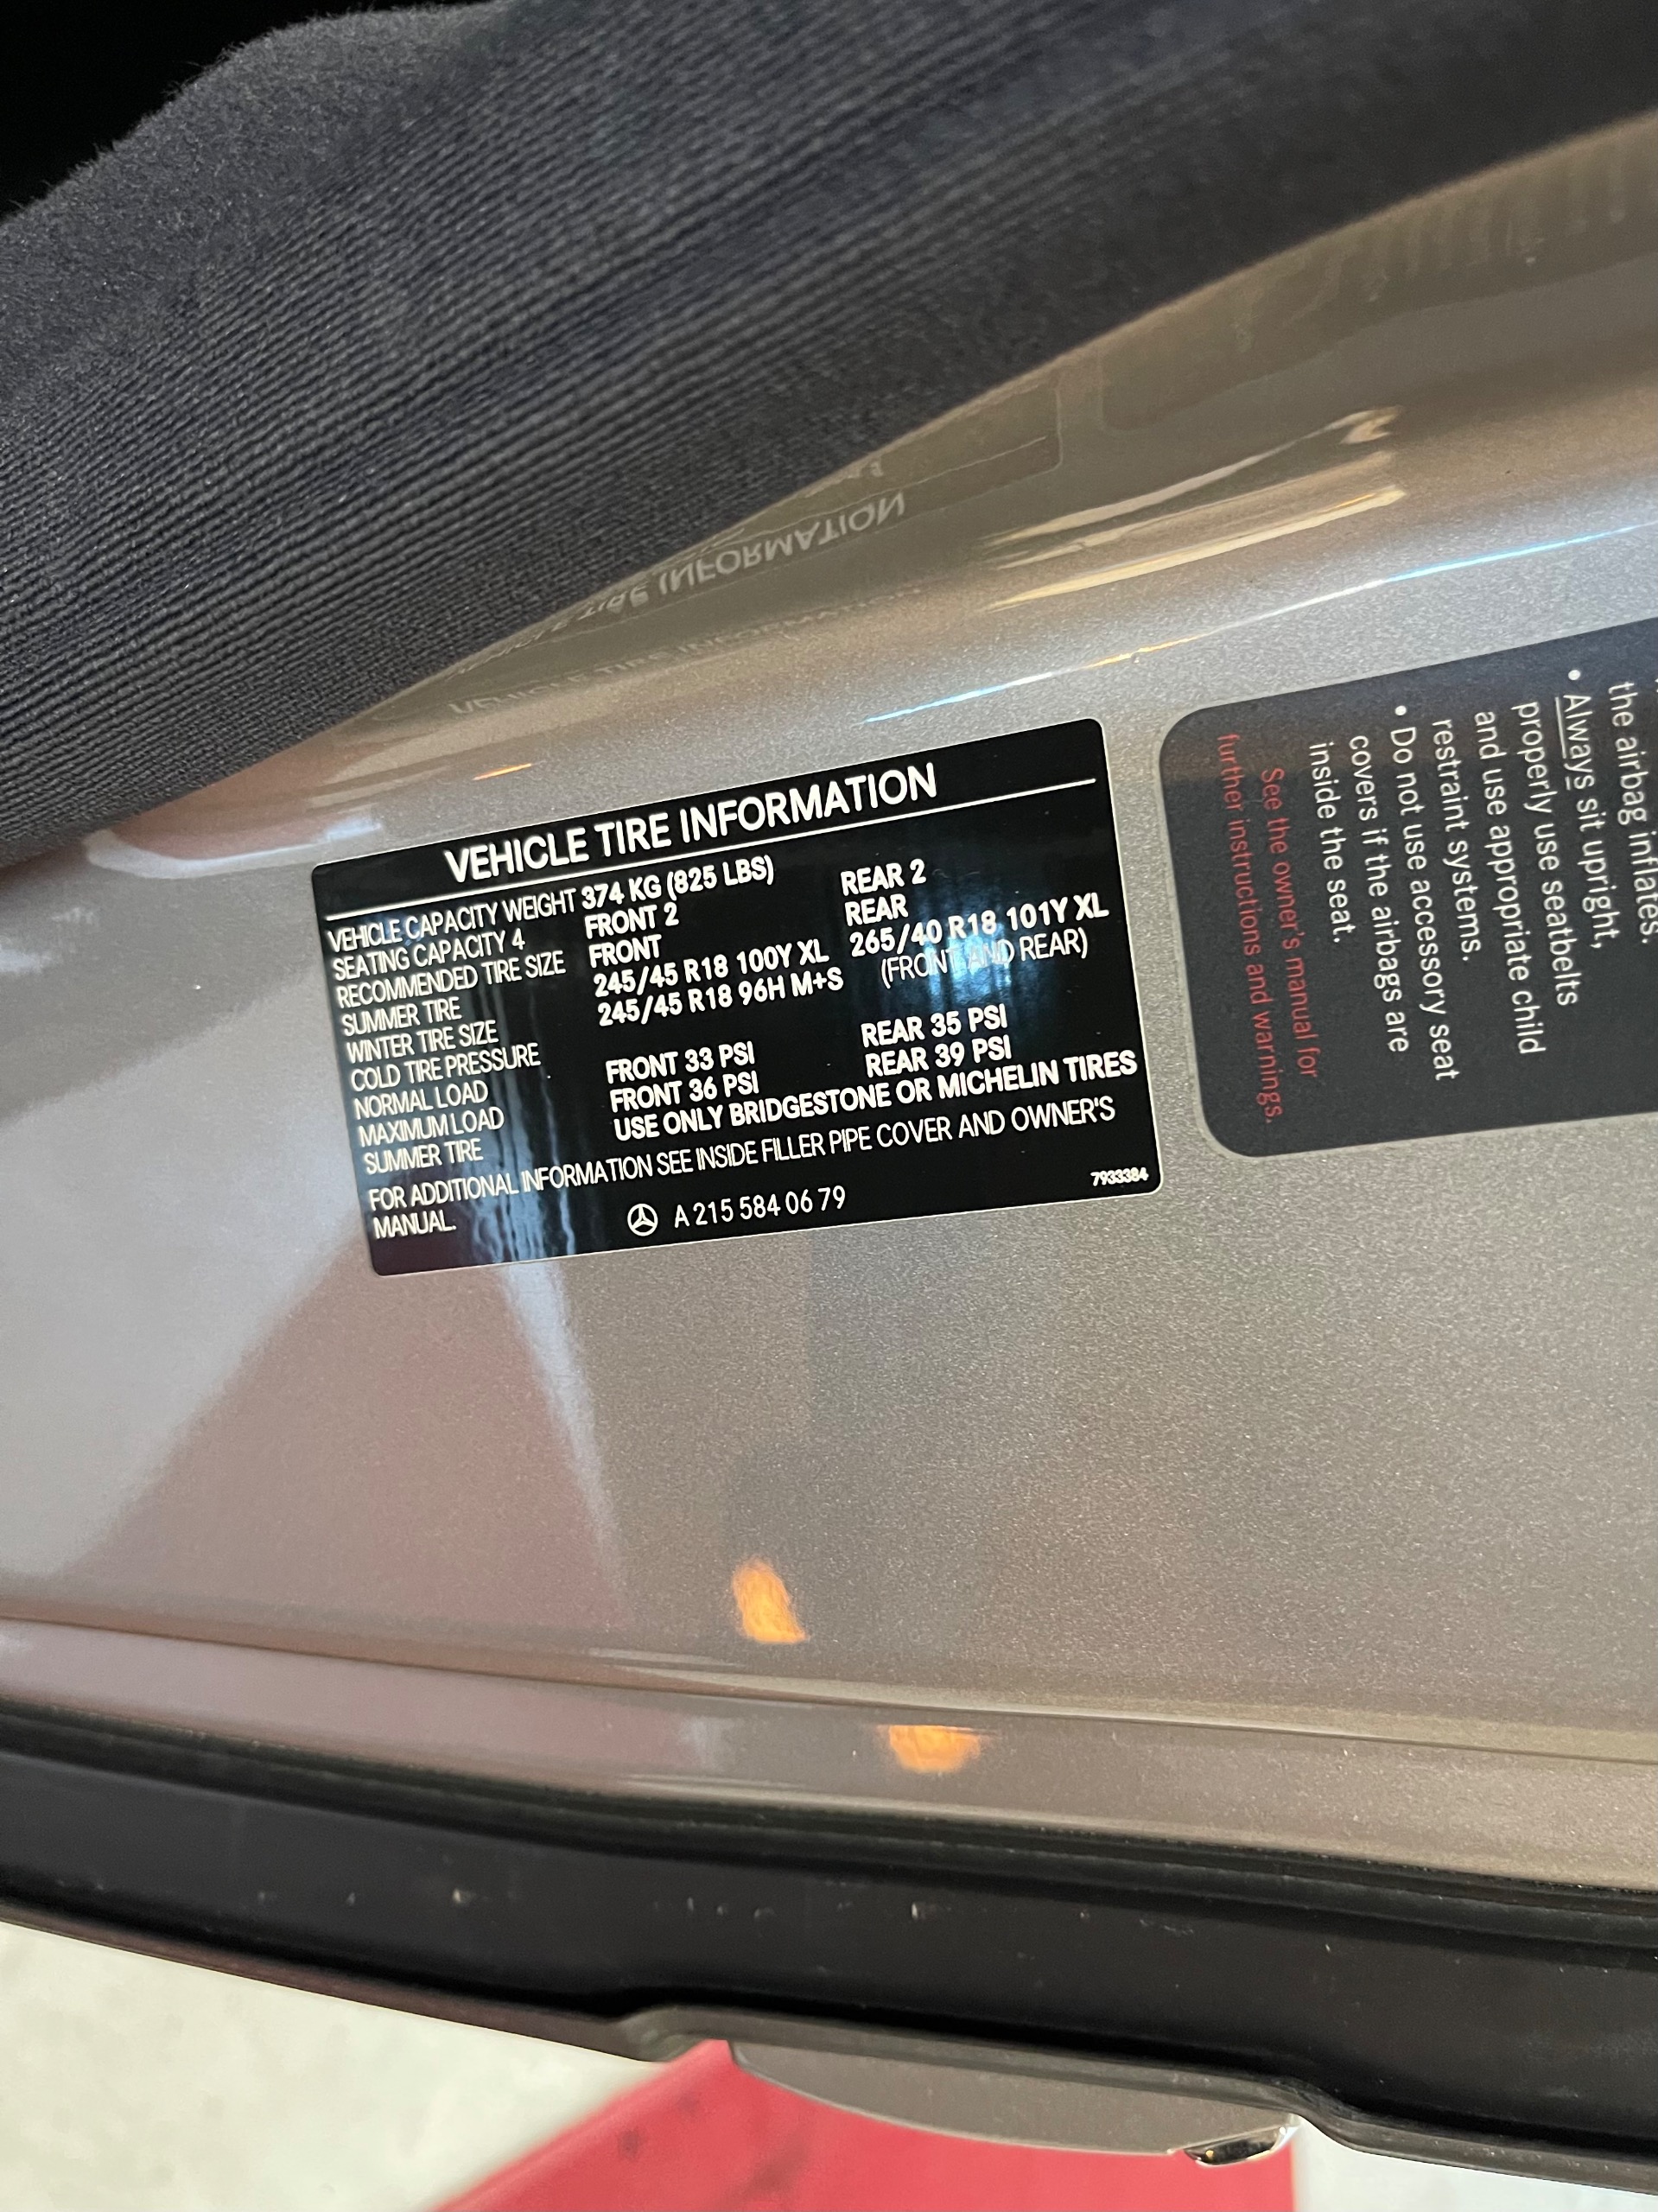 VEHICLE TIRE INFORMATION
VEHICLE CAPACITY WEIGHT 374 KG (825 LBS)
SEATING CAPACITY 4 FRONT 2 REAR 2
RECOMMENDED TIRE SIZE FRONT REAR
SUMMER TIRE 245/45 R18 100Y XL 265/40 R18 101Y XL
WINTER TIRE SIZE 245/45 R18 96H M+S (FRONT AND REAR)
COLD TIRE PRESSURE
NORMAL LOAD FRONT 33 PSI REAR 35 PSI
MAXIMUM LOAD FRONT 36 PSI REAR 39 PSI
SUMMER TIRE USE ONLY BRIDGESTONE OR MICHELIN TIRES
FOR ADDITIONAL INFORMATION SEE INSIDE FILLER PIPE COVER AND OWNER'S
MANUAL.
A 215 584 06 79
7933384
the airbag inflates.
• Always sit upright,
properly use seatbelts
and use appropriate child
restraint systems.
• Do not use accessory seat
covers if the airbags are
inside the seat.
See the owner's manual for
further instructions and warnings.